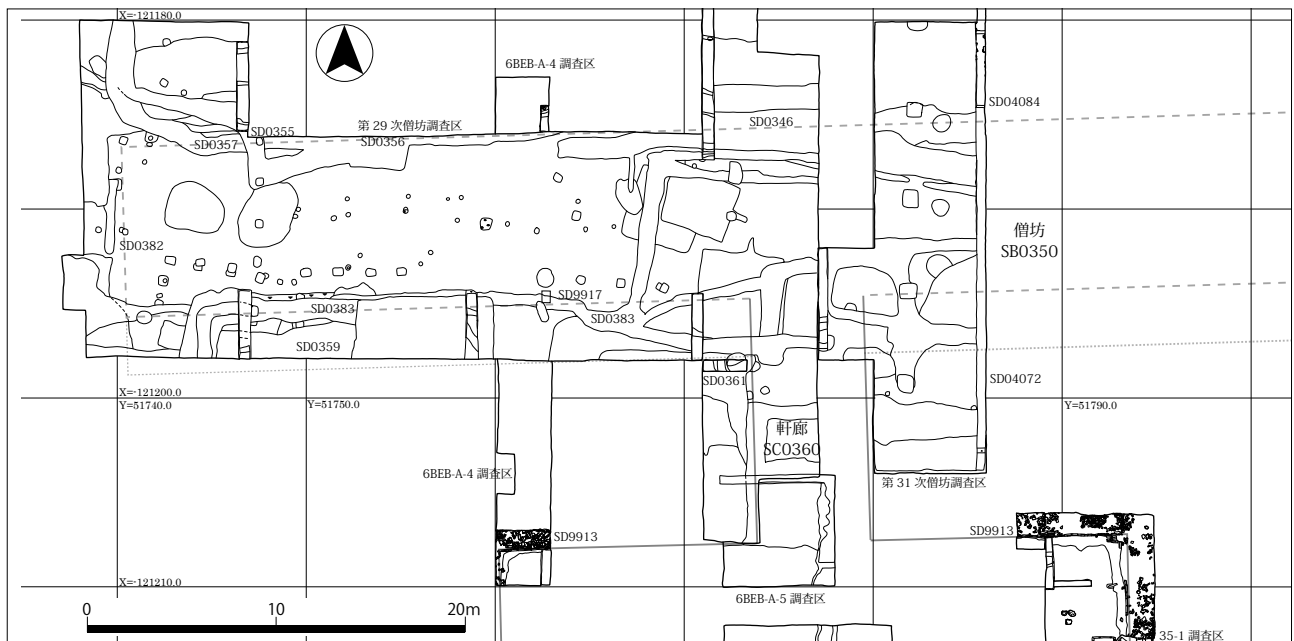 X=-121180.0
6BEB-A-4 調査区
SD04084
SD0355
第 29 次僧坊調査区
SD0346
SD0357
SD0356
僧坊
SB0350
SD0382
SD9917
SD0383
SD0383
SD0359
SD0361
SD04072
X=-121200.0
Y=51740.0
Y=51750.0
Y=51790.0
軒廊
SC0360
6BEB-A-4 調査区
第 31 次僧坊調査区
SD9913
SD9913
X=-121210.0
6BEB-A-5 調査区
0
10
20m
35-1 調査区